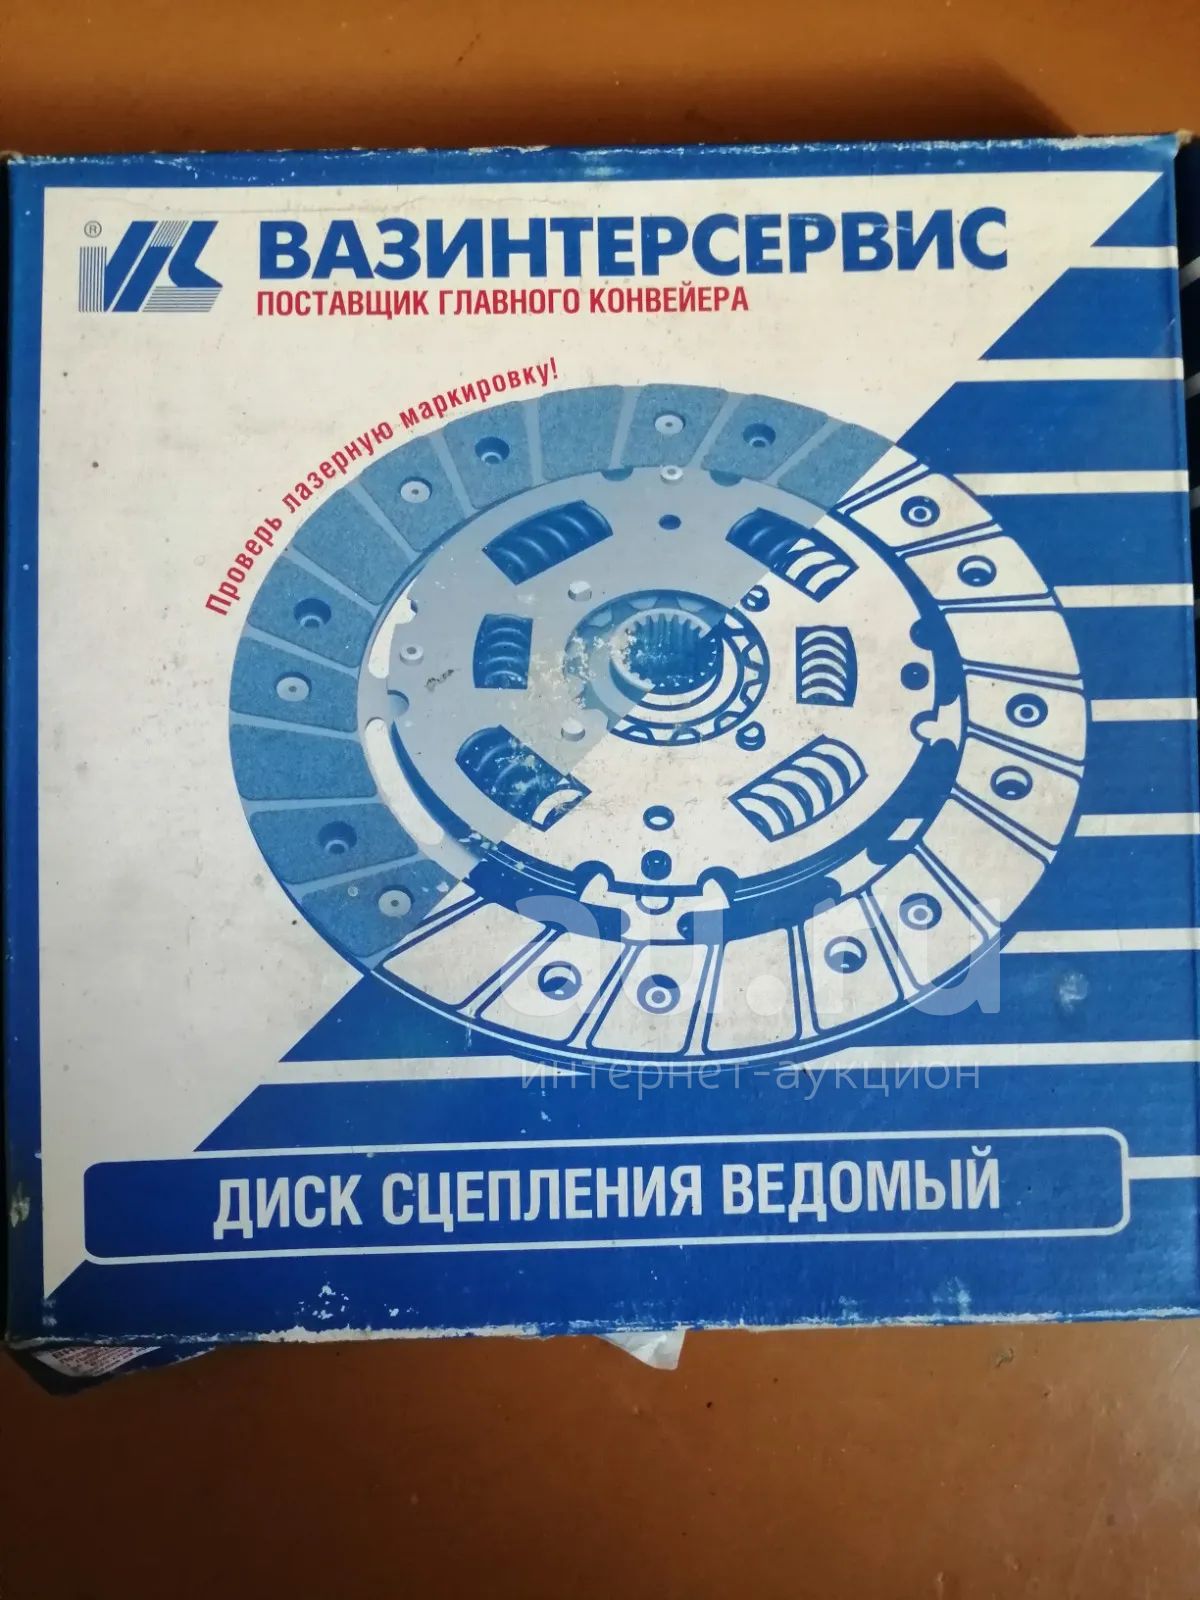 ®
ВАЗИНТЕРСЕРВИС
ПОСТАВЩИК ГЛАВНОГО КОНВЕЙЕРА
Проверь лазерную маркировку!
au.ru
интернет-аукцион
ДИСК СЦЕПЛЕНИЯ ВЕДОМЫЙ